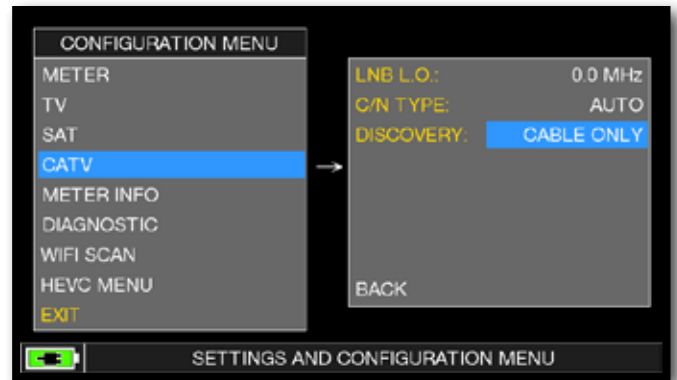 CONFIGURATION MENU
METER
TV
SAT
CATV
METER INFO
DIAGNOSTIC
WIFI SCAN
HEVC MENU
EXIT
LNB L.O.: 0.0 MHz
C/N TYPE: AUTO
DISCOVERY: CABLE ONLY
BACK
SETTINGS AND CONFIGURATION MENU